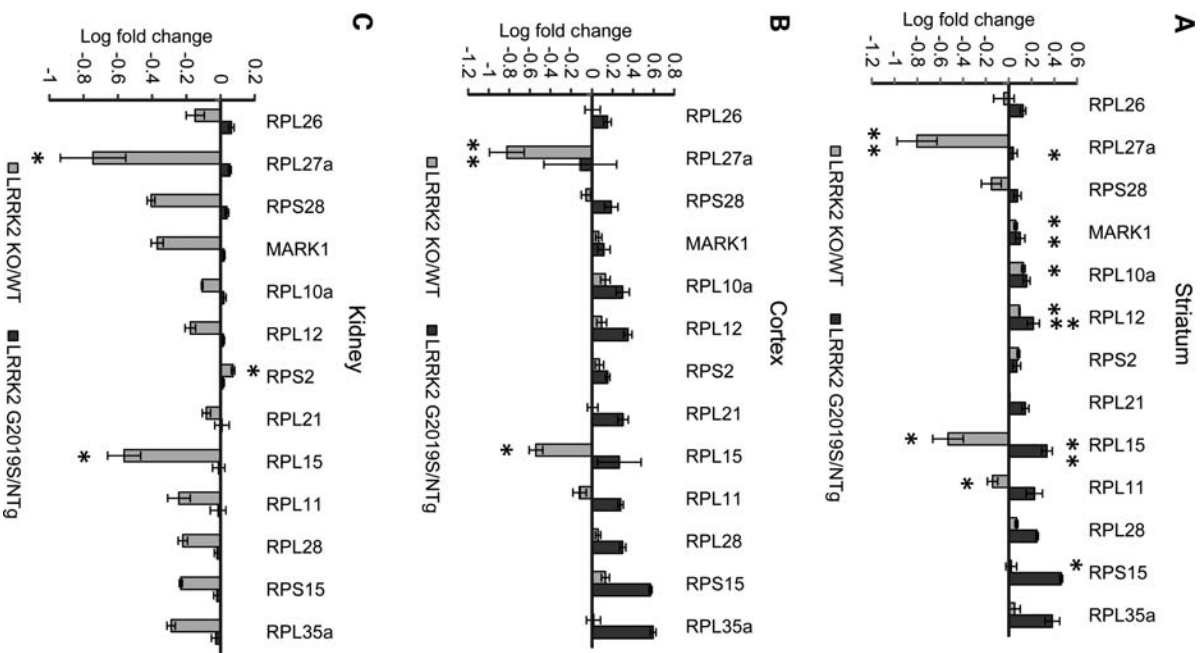 A
Striatum
Log fold change
0.6
0.4
0.2
0
-0.2
-0.4
-0.6
-0.8
-1
-1.2
RPL26
RPL27a
RPS28
MARK1
RPL10a
RPL12
RPS2
RPL21
RPL15
RPL11
RPL28
RPS15
RPL35a
LRRK2 KO/WT LRRK2 G2019S/NTg
B
Cortex
Log fold change
0.8
0.6
0.4
0.2
0
-0.2
-0.4
-0.6
-0.8
-1
-1.2
RPL26
RPL27a
RPS28
MARK1
RPL10a
RPL12
RPS2
RPL21
RPL15
RPL11
RPL28
RPS15
RPL35a
LRRK2 KO/WT LRRK2 G2019S/NTg
C
Kidney
Log fold change
0.2
0
-0.2
-0.4
-0.6
-0.8
-1
RPL26
RPL27a
RPS28
MARK1
RPL10a
RPL12
RPS2
RPL21
RPL15
RPL11
RPL28
RPS15
RPL35a
LRRK2 KO/WT LRRK2 G2019S/NTg